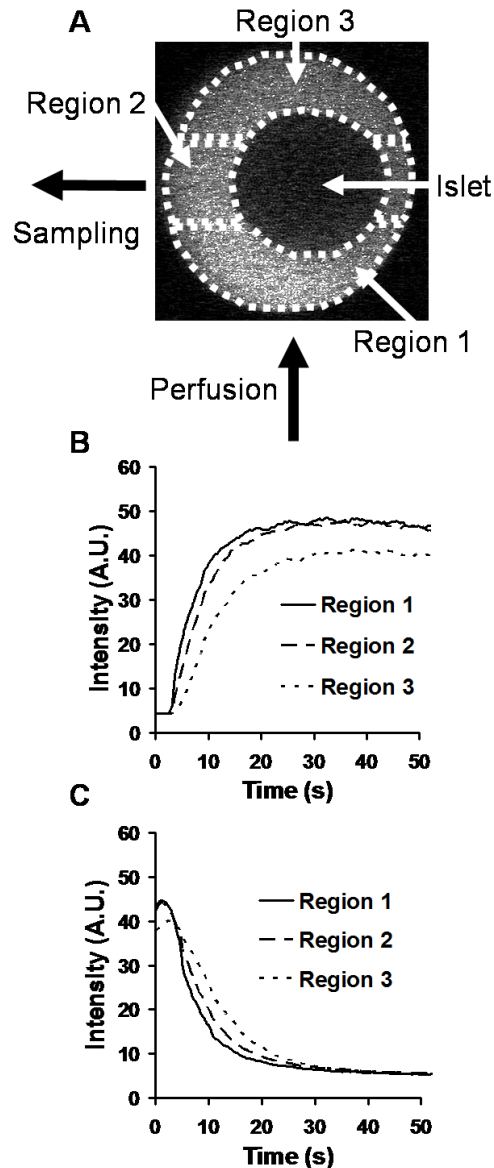 A
Region 3
Region 2
Islet
Sampling
Region 1
Perfusion
B
60
50
40
30
20
10
0
Intensity (A.U.)
Region 1
Region 2
Region 3
0 10 20 30 40 50
Time (s)
C
60
50
40
30
20
10
0
Intensity (A.U.)
Region 1
Region 2
Region 3
0 10 20 30 40 50
Time (s)